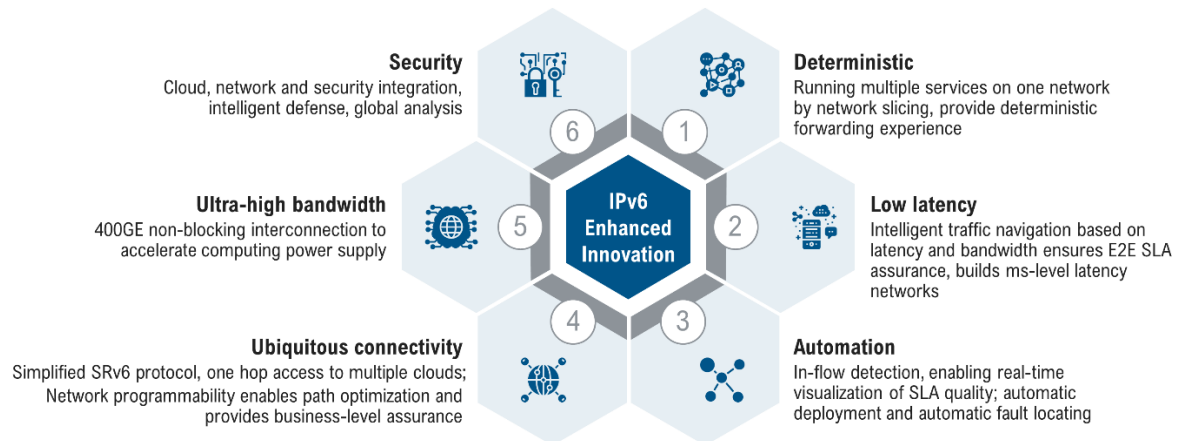 IPv6
Enhanced
Innovation
1
Deterministic
Running multiple services on one network
by network slicing, provide deterministic
forwarding experience
2
Low latency
Intelligent traffic navigation based on
latency and bandwidth ensures E2E SLA
assurance, builds ms-level latency
networks
3
Automation
In-flow detection, enabling real-time
visualization of SLA quality; automatic
deployment and automatic fault locating
4
Ubiquitous connectivity
Simplified SRv6 protocol, one hop access to multiple clouds;
Network programmability enables path optimization and
provides business-level assurance
5
Ultra-high bandwidth
400GE non-blocking interconnection to
accelerate computing power supply
6
Security
Cloud, network and security integration,
intelligent defense, global analysis